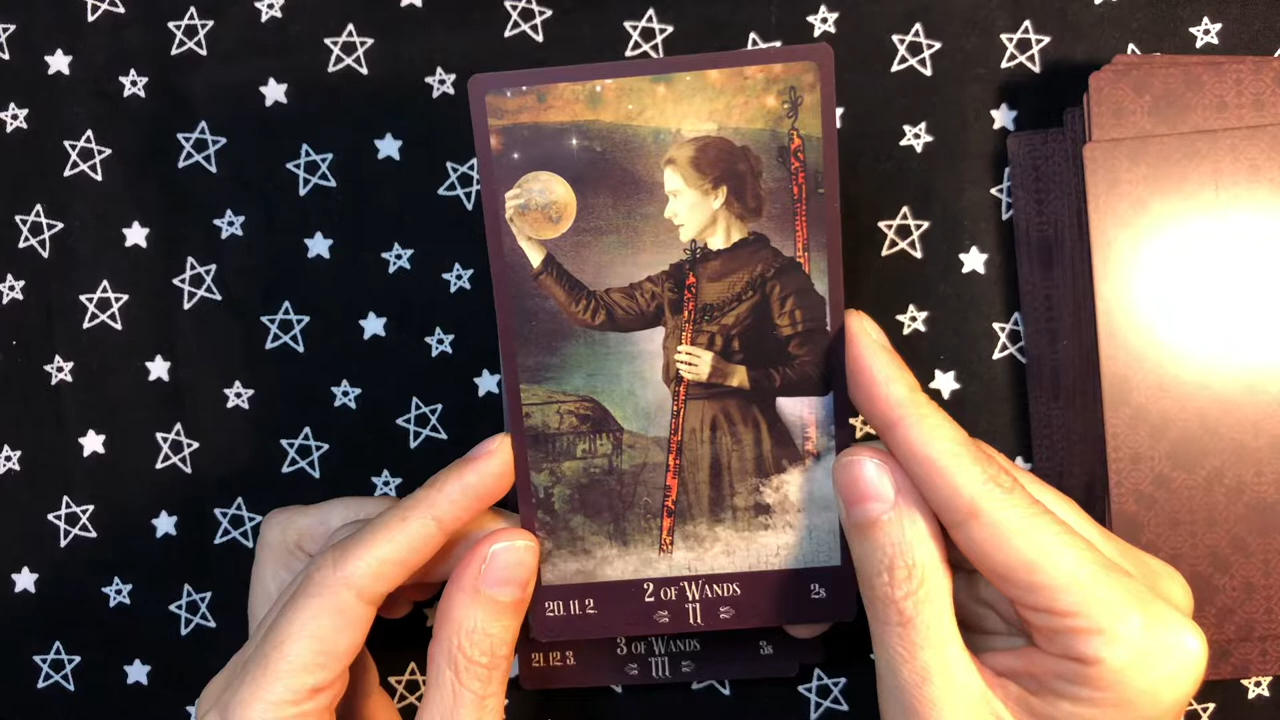 2 OF WANDS
20. 11. 2.
II
2s
3 OF WANDS
21. 12. 3.
III
3s